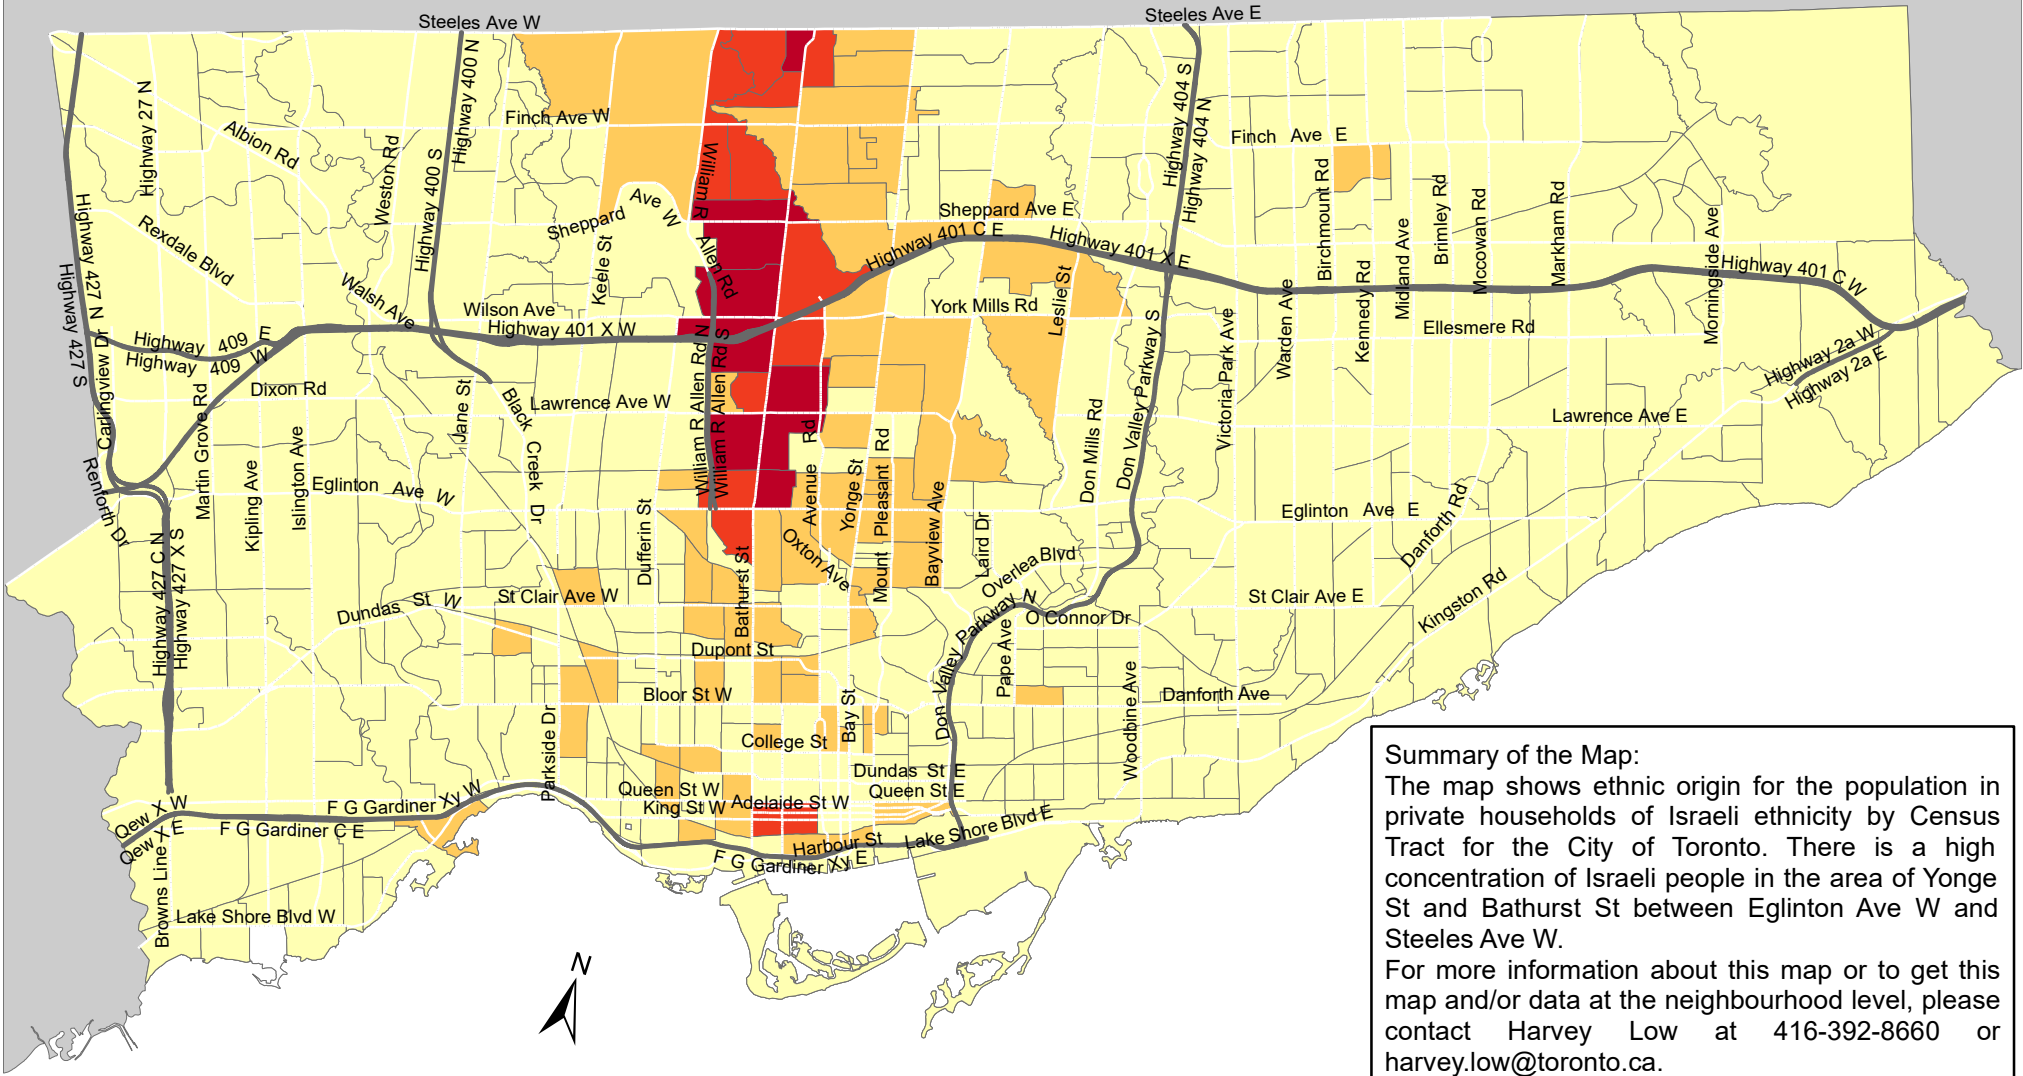 Steeles Ave W
Steeles Ave E
Highway 27 N
Albion Rd
Weston Rd
Highway 400 N
Highway 400 S
Finch Ave W
William R Allen Rd
Highway 404 S
Highway 404 N
Finch Ave E
Highway 427 N
Highway 427 S
Rexdale Blvd
Walsh Ave
Sheppard Ave W
Keele St
Sheppard Ave E
Highway 401 C E
Highway 401 X E
Birchmount Rd
Brimley Rd
Mccowan Rd
Markham Rd
Midland Ave
Morningside Ave
Highway 401 C W
Wilson Ave
Highway 401 X W
York Mills Rd
Leslie St
Warden Ave
Kennedy Rd
Ellesmere Rd
Highway 2a W
Highway 2a E
Highway 409 E
Highway 409 W
Carlingview Dr
Dixon Rd
Martin Grove Rd
Jane St
Black Creek Dr
Lawrence Ave W
William R Allen Rd N
William R Allen Rd S
Don Valley Parkway S
Victoria Park Ave
Lawrence Ave E
Renforth Dr
Kipling Ave
Islington Ave
Eglinton Ave W
Dufferin St
Avenue Rd
Yonge St
Mount Pleasant Rd
Bayview Ave
Laird Dr
Don Mills Rd
Eglinton Ave E
Danforth Rd
Highway 427 C N
Highway 427 X S
Oxton Ave
Overlea Blvd
Dundas St W
St Clair Ave W
Bathurst St
Don Valley Parkway N
O Connor Dr
St Clair Ave E
Kingston Rd
Dupont St
Pape Ave
Bloor St W
Bay St
Woodbine Ave
Danforth Ave
Parkside Dr
College St
Dundas St E
Queen St W
Queen St E
King St W
Adelaide St W
Qew X W
Qew X E
F G Gardiner Xy W
F G Gardiner C E
Harbour St
Lake Shore Blvd E
F G Gardiner Xy E
Browns Line
Lake Shore Blvd W
N
Summary of the Map:
The map shows ethnic origin for the population in
private households of Israeli ethnicity by Census
Tract for the City of Toronto. There is a high
concentration of Israeli people in the area of Yonge
St and Bathurst St between Eglinton Ave W and
Steeles Ave W.
For more information about this map or to get this
map and/or data at the neighbourhood level, please
contact Harvey Low at 416-392-8660 or
harvey.low@toronto.ca.